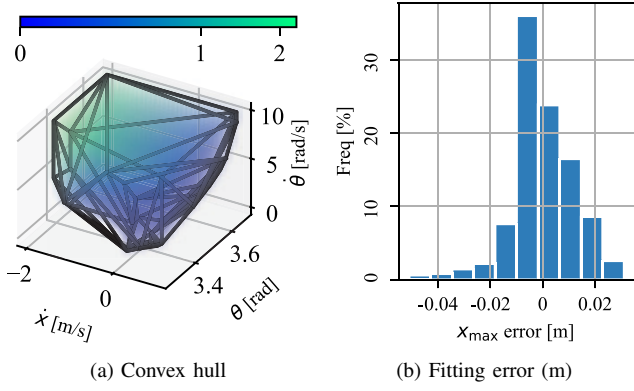 0 1 2
10
5
0
θ̇ [rad/s]
3.6
3.4
θ [rad]
−2 0
ẋ [m/s]
(a) Convex hull
Freq [%]
30
20
10
0
-0.04 -0.02 0 0.02
x_max error [m]
(b) Fitting error (m)